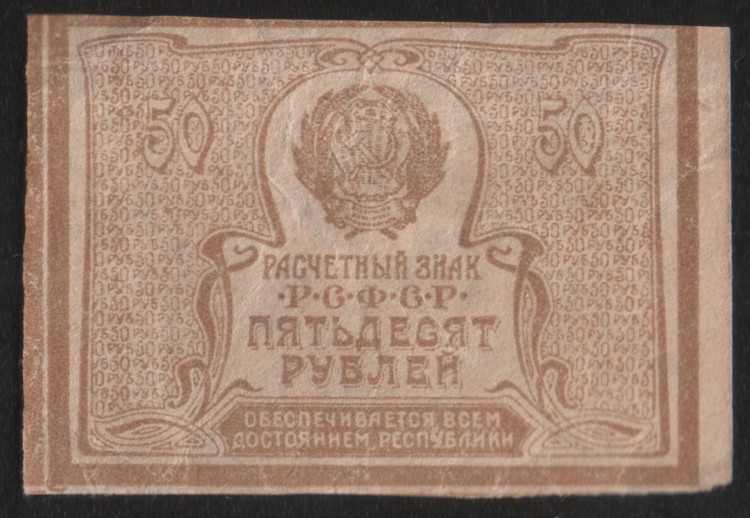 50 50
РАСЧЕТНЫЙ ЗНАК
·Р·С·Ф·С·Р·
ПЯТЬДЕСЯТ
РУБЛЕЙ
ОБЕСПЕЧИВАЕТСЯ ВСЕМ
ДОСТОЯНИЕМ РЕСПУБЛИКИ